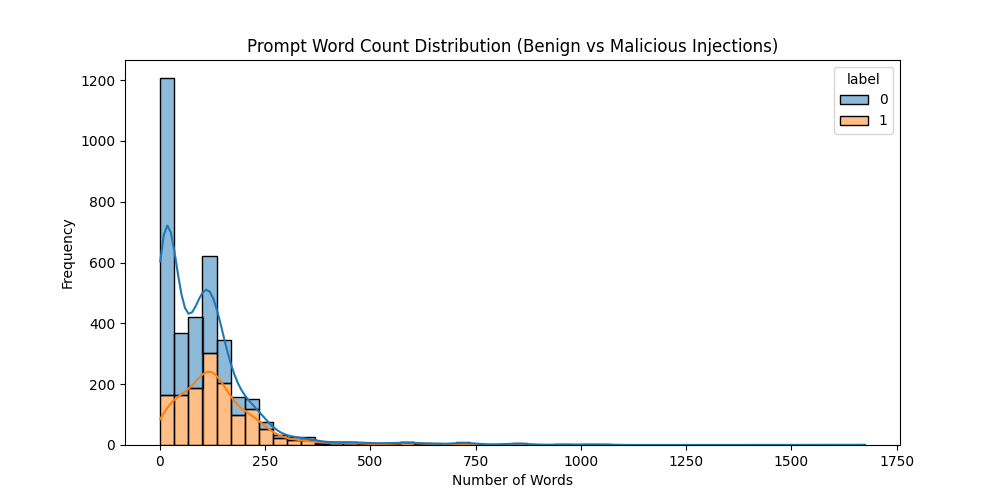 Prompt Word Count Distribution (Benign vs Malicious Injections)
label
0
1
1200
1000
800
600
400
200
0
Frequency
0 250 500 750 1000 1250 1500 1750
Number of Words